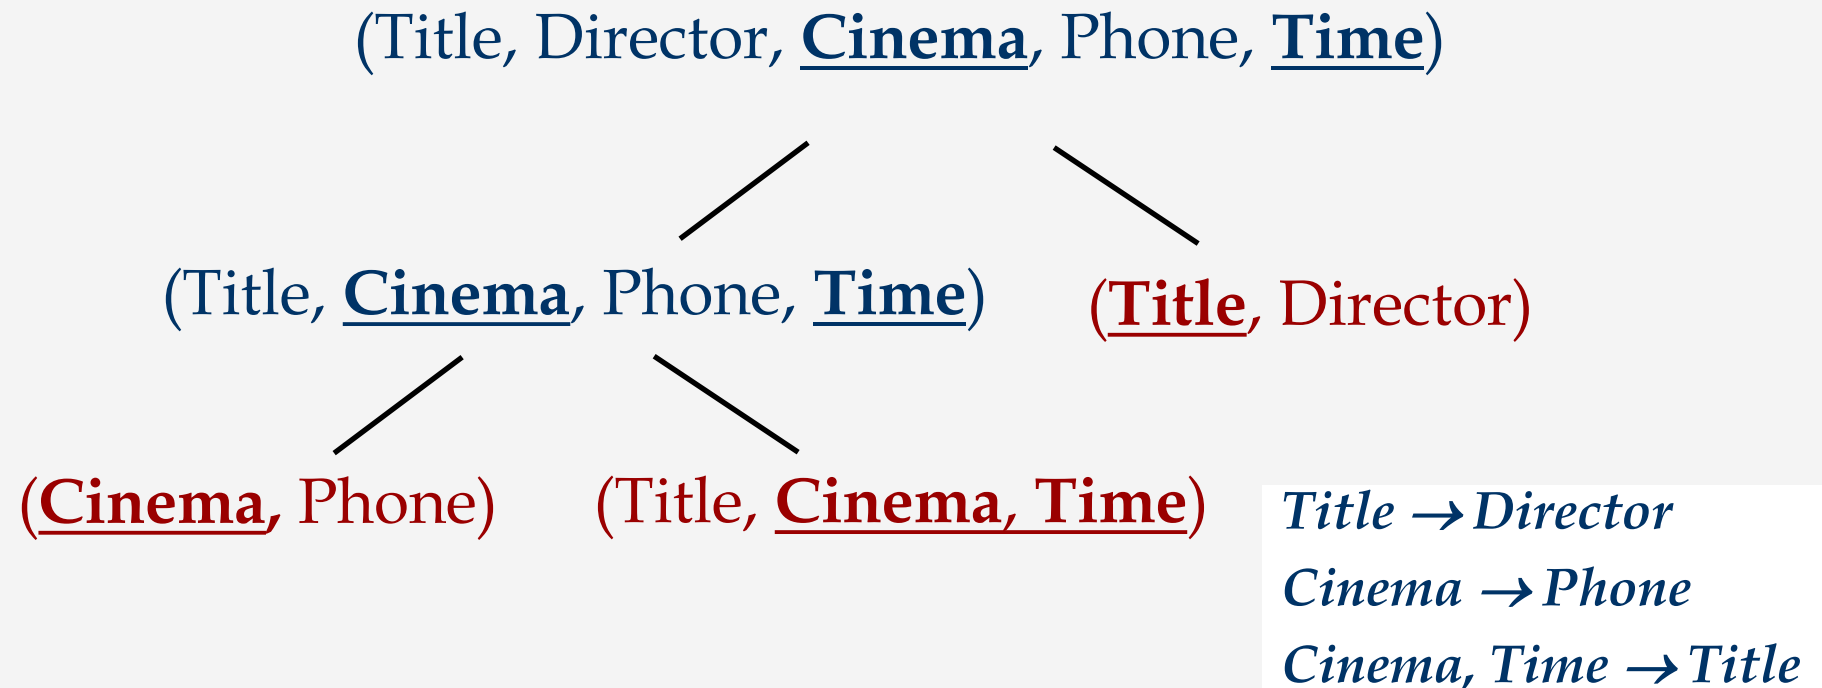 (Title, Director, Cinema, Phone, Time)
(Title, Cinema, Phone, Time)
(Title, Director)
(Cinema, Phone)
(Title, Cinema, Time)
Title → Director
Cinema → Phone
Cinema, Time → Title